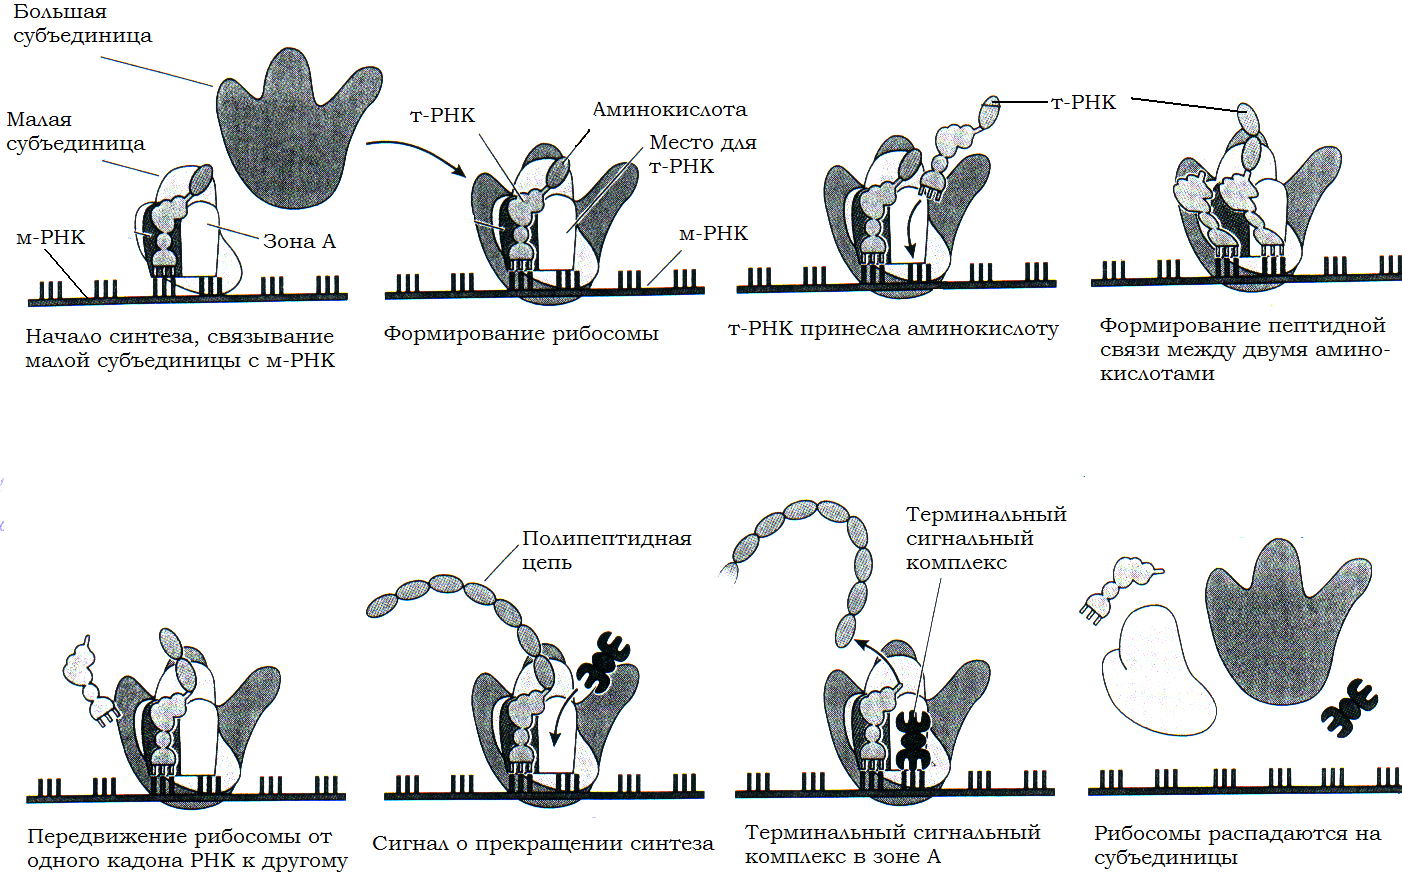 Большая
субъединица
Малая
субъединица
м-РНК
Зона А
т-РНК
Аминокислота
Место для
т-РНК
м-РНК
т-РНК
Начало синтеза, связывание
малой субъединицы с м-РНК
Формирование рибосомы
т-РНК принесла аминокислоту
Формирование пептидной
связи между двумя амино-
кислотами
Полипептидная
цепь
Терминальный
сигнальный
комплекс
Передвижение рибосомы от
одного кадона РНК к другому
Сигнал о прекращении синтеза
Терминальный сигнальный
комплекс в зоне А
Рибосомы распадаются на
субъединицы